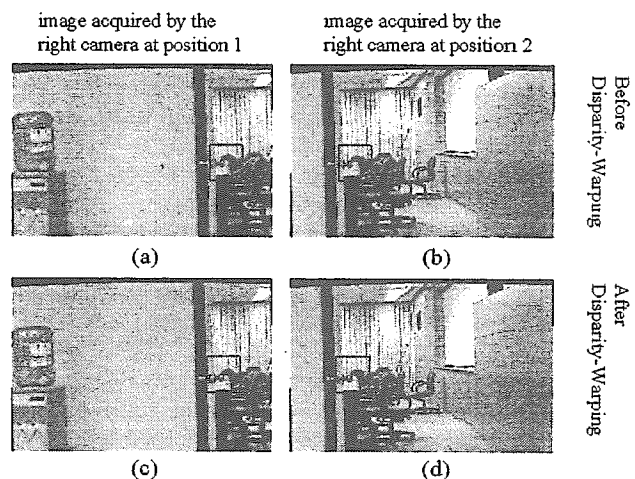 image acquired by the
right camera at position 1
image acquired by the
right camera at position 2
Before
Disparity-Warping
(a)
(b)
After
Disparity-Warping
(c)
(d)